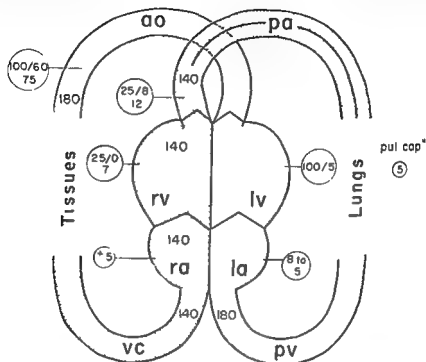 ao
pa
100/60
75
180
140
25/8
12
140
25/0
7
rv
lv
100/5
Tissues
Lungs
pul cap"
5
140
+5
ra
la
8 to
5
140
180
vc
pv